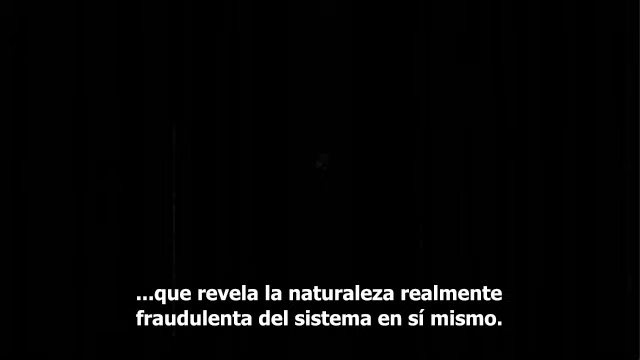 ...que revela la naturaleza realmente
fraudulenta del sistema en sí mismo.